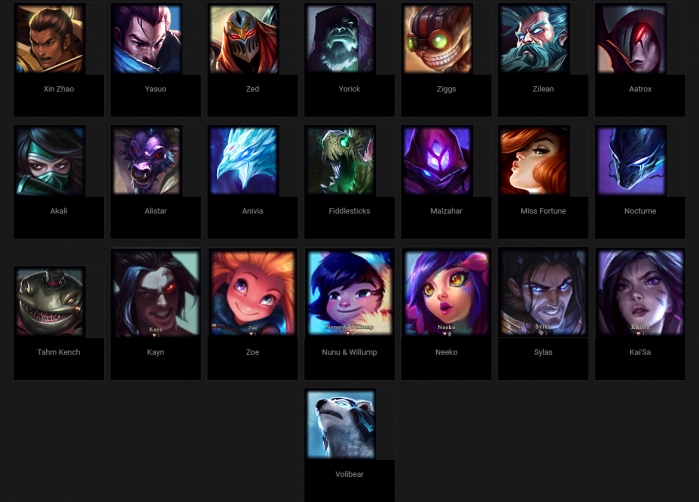 Xin Zhao
Yasuo
Zed
Yorick
Ziggs
Zilean
Aatrox
Akali
Alistar
Anivia
Fiddlesticks
Malzahar
Miss Fortune
Nocturne
Kayn
Zoe
Nunu & Willump
Neeko
Sylas
Kai'Sa
Tahm Kench
Kayn
Zoe
Nunu & Willump
Neeko
Sylas
Kai'Sa
Volibear